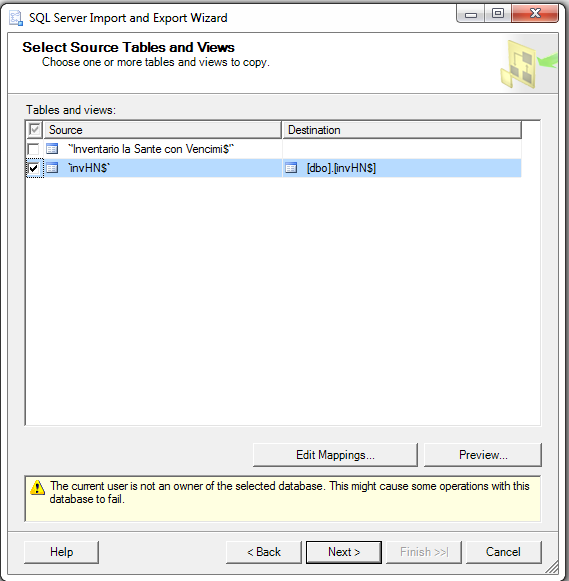 SQL Server Import and Export Wizard
Select Source Tables and Views
Choose one or more tables and views to copy.
Tables and views:
Source Destination
`'Inventario la Sante con Vencimi$'`
`invHN$` [dbo].[invHN$]
Edit Mappings... Preview...
The current user is not an owner of the selected database. This might cause some operations with this
database to fail.
Help < Back Next > Finish >>| Cancel